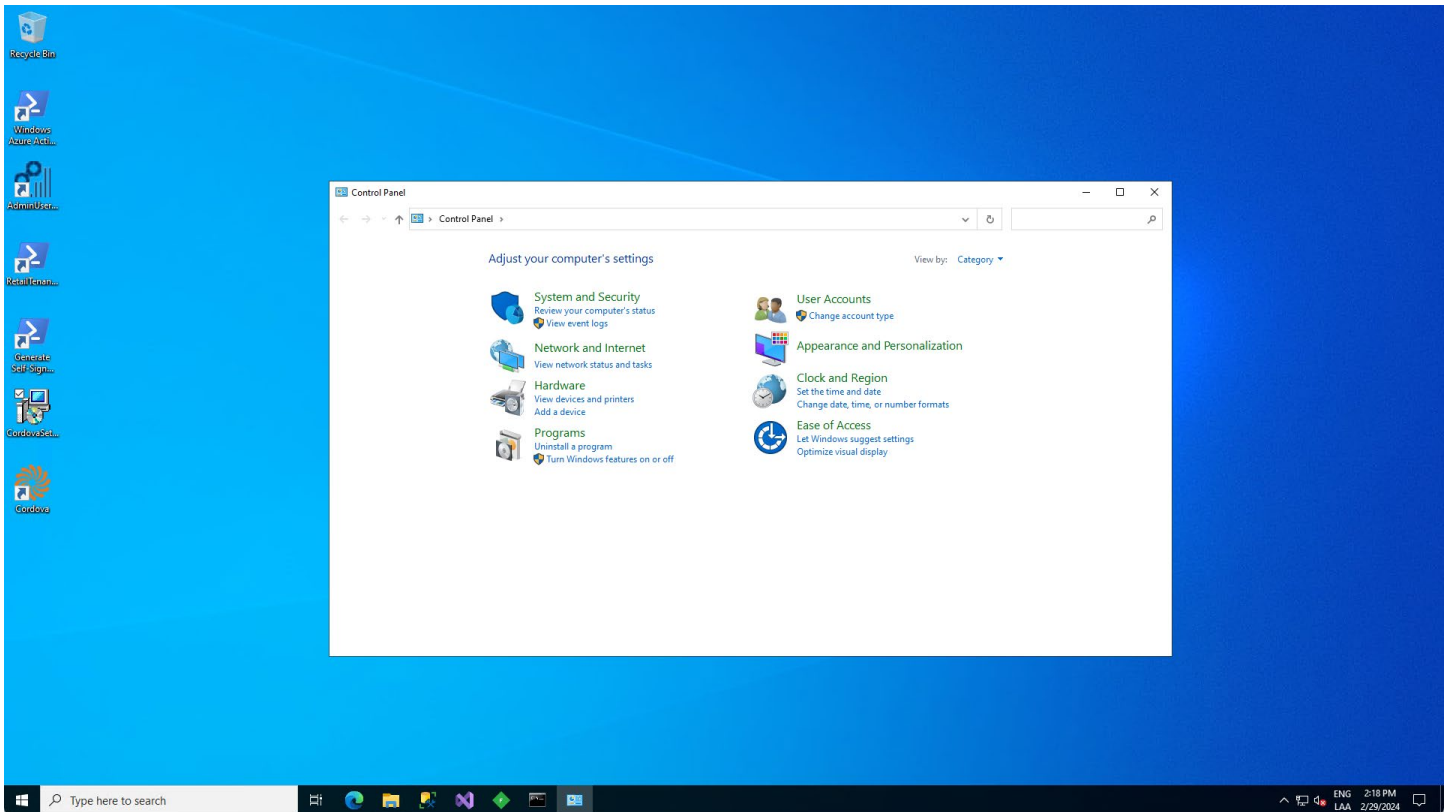 Recycle Bin
Windows
Azure Acti...
AdminUser...
RetailTenan...
Generate
Self-Sign...
CordovaSet...
Cordova
Control Panel
Control Panel
Adjust your computer's settings
View by: Category
System and Security
Review your computer's status
View event logs
Network and Internet
View network status and tasks
Hardware
View devices and printers
Add a device
Programs
Uninstall a program
Turn Windows features on or off
User Accounts
Change account type
Appearance and Personalization
Clock and Region
Set the time and date
Change date, time, or number formats
Ease of Access
Let Windows suggest settings
Optimize visual display
Type here to search
ENG
LAA
2:18 PM
2/29/2024